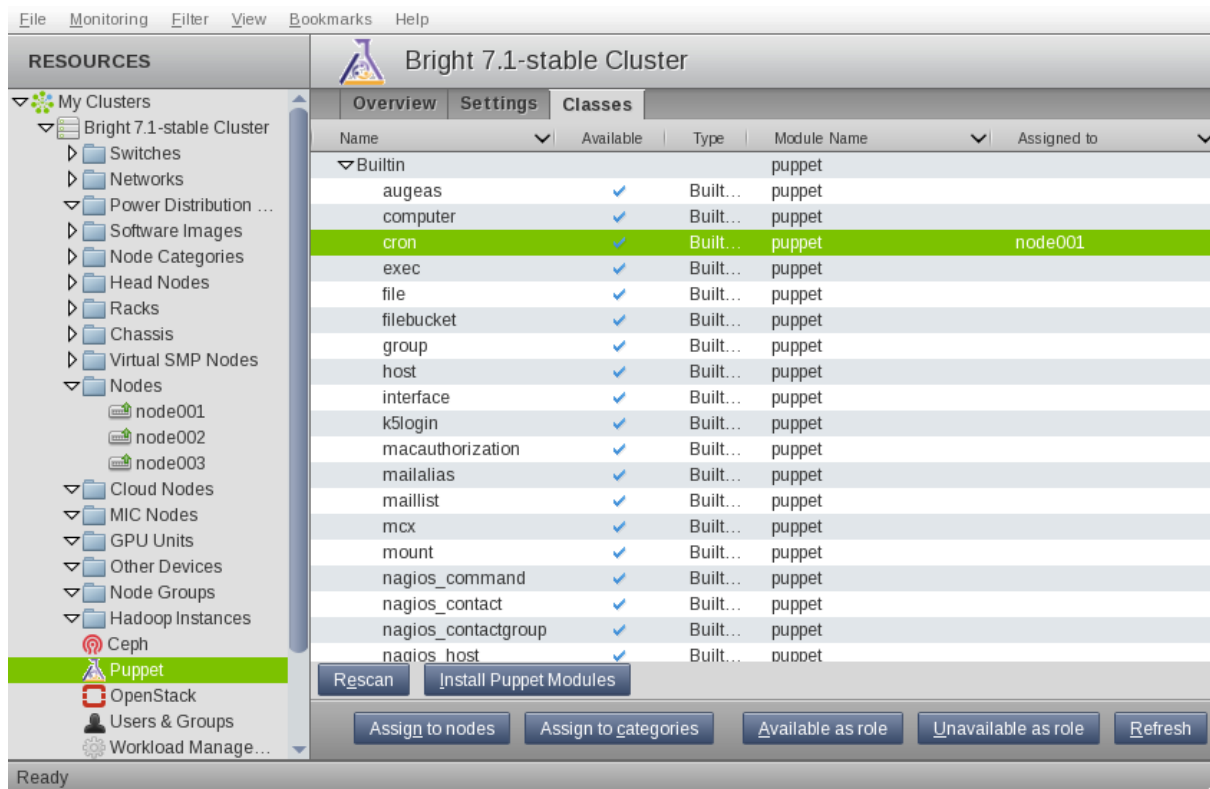 File Monitoring Filter View Bookmarks Help
RESOURCES
My Clusters
Bright 7.1-stable Cluster
Switches
Networks
Power Distribution ...
Software Images
Node Categories
Head Nodes
Racks
Chassis
Virtual SMP Nodes
Nodes
node001
node002
node003
Cloud Nodes
MIC Nodes
GPU Units
Other Devices
Node Groups
Hadoop Instances
Ceph
Puppet
OpenStack
Users & Groups
Workload Manage...
Bright 7.1-stable Cluster
Overview Settings Classes
Name Available Type Module Name Assigned to
Builtin puppet
augeas Built... puppet
computer Built... puppet
cron Built... puppet node001
exec Built... puppet
file Built... puppet
filebucket Built... puppet
group Built... puppet
host Built... puppet
interface Built... puppet
k5login Built... puppet
macauthorization Built... puppet
mailalias Built... puppet
maillist Built... puppet
mcx Built... puppet
mount Built... puppet
nagios_command Built... puppet
nagios_contact Built... puppet
nagios_contactgroup Built... puppet
nagios_host Built... puppet
Rescan Install Puppet Modules
Assign to nodes Assign to categories Available as role Unavailable as role Refresh
Ready